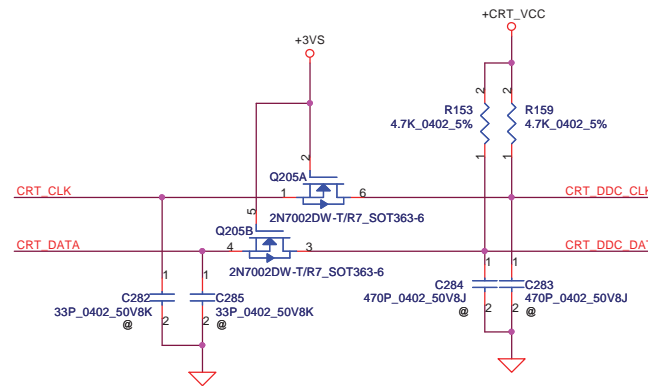 +CRT_VCC
+3VS
2
2
R153
4.7K_0402_5%
R159
4.7K_0402_5%
1
1
2
Q205A
CRT_CLK
1
6
CRT_DDC_CLK
2N7002DW-T/R7_SOT363-6
5
Q205B
CRT_DATA
4
3
CRT_DDC_DAT
2N7002DW-T/R7_SOT363-6
1
1
1
1
C282
33P_0402_50V8K
@
2
C285
33P_0402_50V8K
@
2
C284
470P_0402_50V8J
@
2
C283
470P_0402_50V8J
@
2